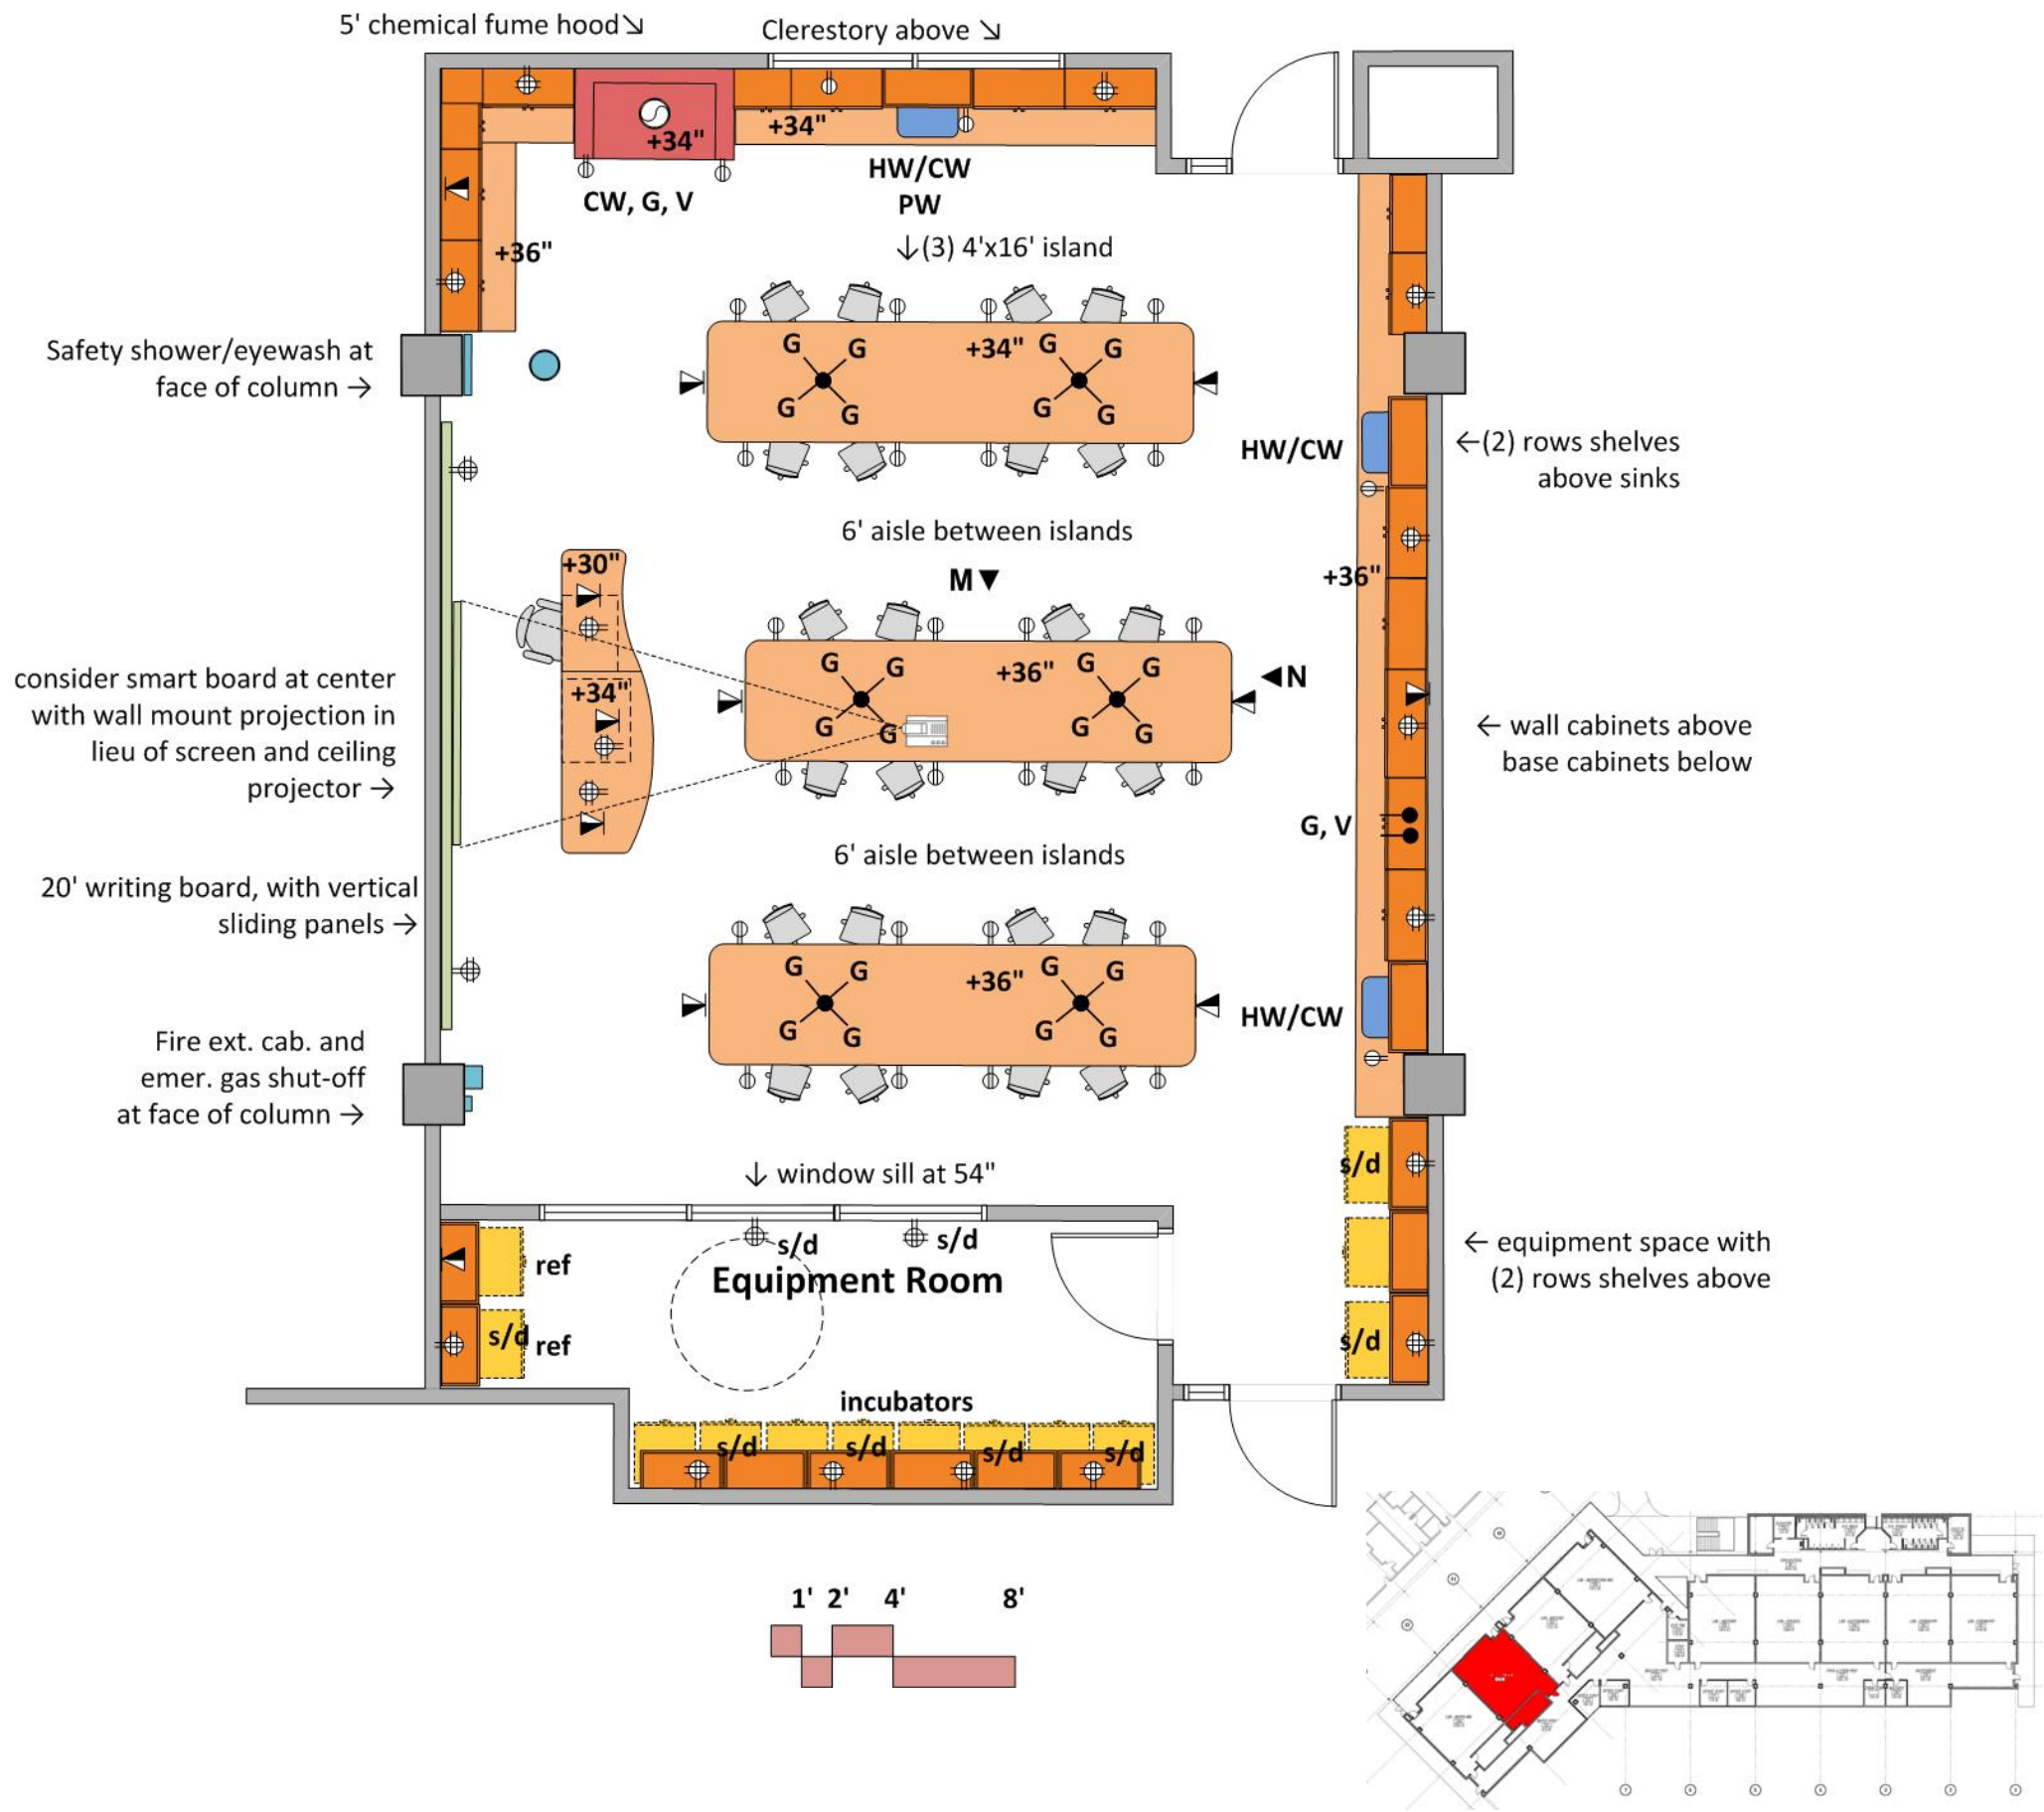 5' chemical fume hood↘
Clerestory above ↘
+34"
+34"
CW, G, V
HW/CW
PW
+36"
↓(3) 4'x16' island
Safety shower/eyewash at
face of column →
G G +34" G G
G G G G
HW/CW
←(2) rows shelves
above sinks
6' aisle between islands
M▼
+30"
+36"
consider smart board at center
with wall mount projection in
lieu of screen and ceiling
projector →
+34"
G G +36" G G
G G G G
◀N
← wall cabinets above
base cabinets below
G, V
6' aisle between islands
20' writing board, with vertical
sliding panels →
G G +36" G G
G G G G
HW/CW
Fire ext. cab. and
emer. gas shut-off
at face of column →
↓ window sill at 54"
s/d
s/d s/d
ref
Equipment Room
← equipment space with
(2) rows shelves above
s/d ref
s/d
incubators
s/d s/d s/d s/d
1' 2' 4' 8'